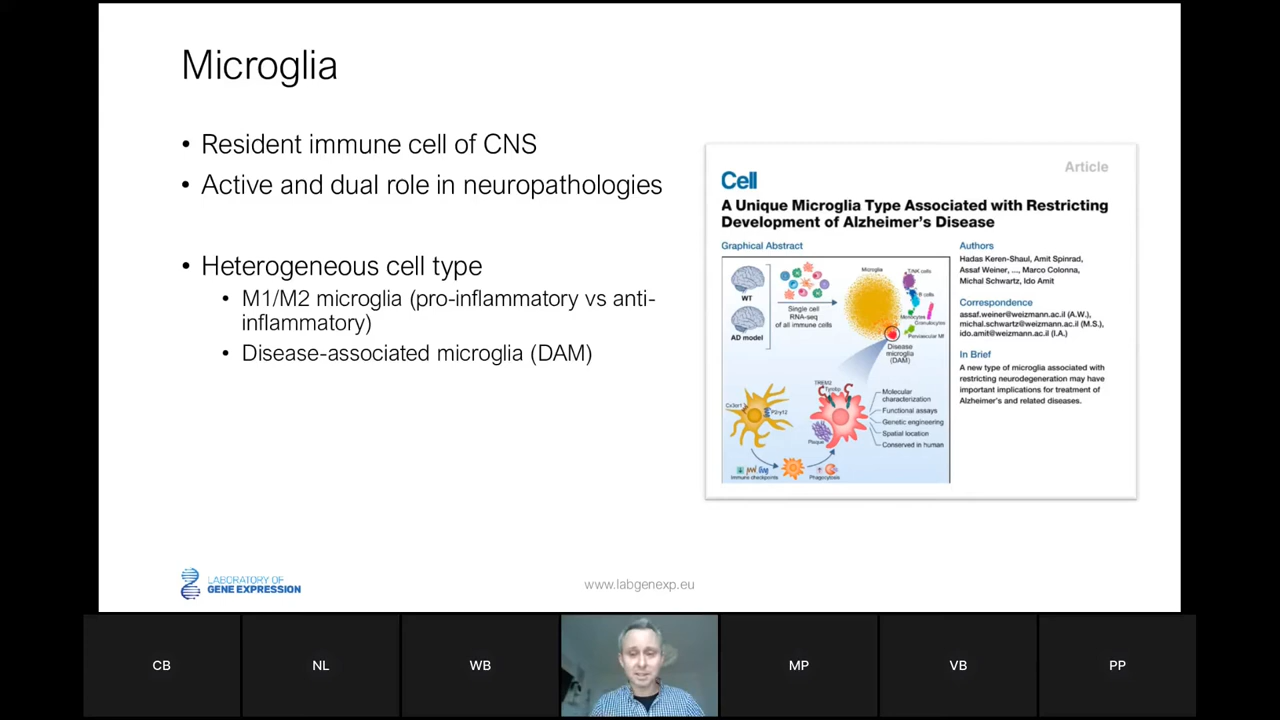 Microglia
• Resident immune cell of CNS
• Active and dual role in neuropathologies
• Heterogeneous cell type
• M1/M2 microglia (pro-inflammatory vs anti-
inflammatory)
• Disease-associated microglia (DAM)
Article
Cell
A Unique Microglia Type Associated with Restricting
Development of Alzheimer's Disease
Graphical Abstract
WT
AD model
Single cell
RNA-seq
of all immune cells
Microglia
T/NK cells
B cells
Monocytes
Granulocytes
Perivascular Mf
Disease
microglia
(DAM)
Cx3cr1
P2ry12
TREM2
Tyrobp
Plaque
Molecular
characterization
Functional assays
Genetic engineering
Spatial location
Conserved in human
Immune checkpoints
Phagocytosis
Authors
Hadas Keren-Shaul, Amit Spinrad,
Assaf Weiner, ..., Marco Colonna,
Michal Schwartz, Ido Amit
Correspondence
assaf.weiner@weizmann.ac.il (A.W.),
michal.schwartz@weizmann.ac.il (M.S.),
ido.amit@weizmann.ac.il (I.A.)
In Brief
A new type of microglia associated with
restricting neurodegeneration may have
important implications for treatment of
Alzheimer's and related diseases.
LABORATORY OF
GENE EXPRESSION
www.labgenexp.eu
CB
NL
WB
MP
VB
PP